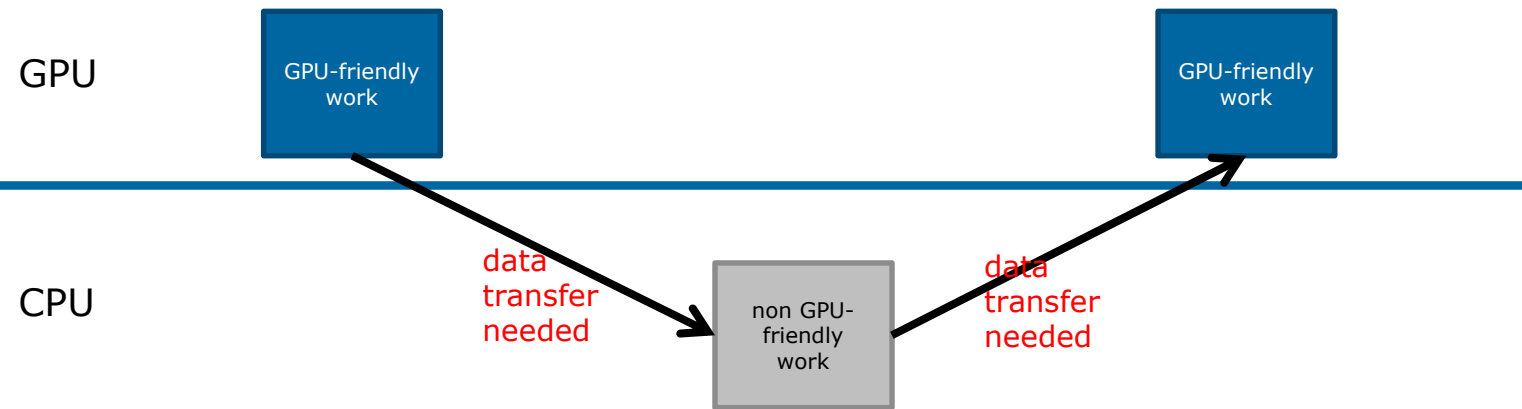 GPU
GPU-friendly
work
GPU-friendly
work
data
transfer
needed
data
transfer
needed
CPU
non GPU-
friendly
work